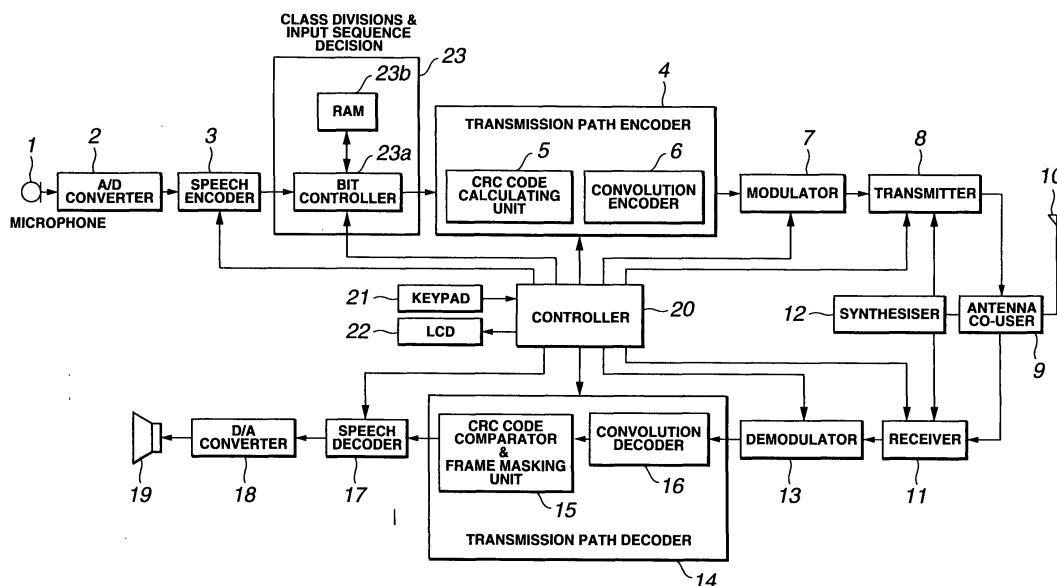 CLASS DIVISIONS &
INPUT SEQUENCE
DECISION
23
23b
RAM
4
TRANSMISSION PATH ENCODER
1
2
3
23a
5
6
7
8
10
A/D
CONVERTER
SPEECH
ENCODER
BIT
CONTROLLER
CRC CODE
CALCULATING
UNIT
CONVOLUTION
ENCODER
MODULATOR
TRANSMITTER
MICROPHONE
21
KEYPAD
22
LCD
CONTROLLER
20
12
SYNTHESISER
ANTENNA
CO-USER
9
D/A
CONVERTER
SPEECH
DECODER
CRC CODE
COMPARATOR
&
FRAME MASKING
UNIT
CONVOLUTION
DECODER
DEMODULATOR
RECEIVER
19
18
17
15
16
13
11
TRANSMISSION PATH DECODER
14